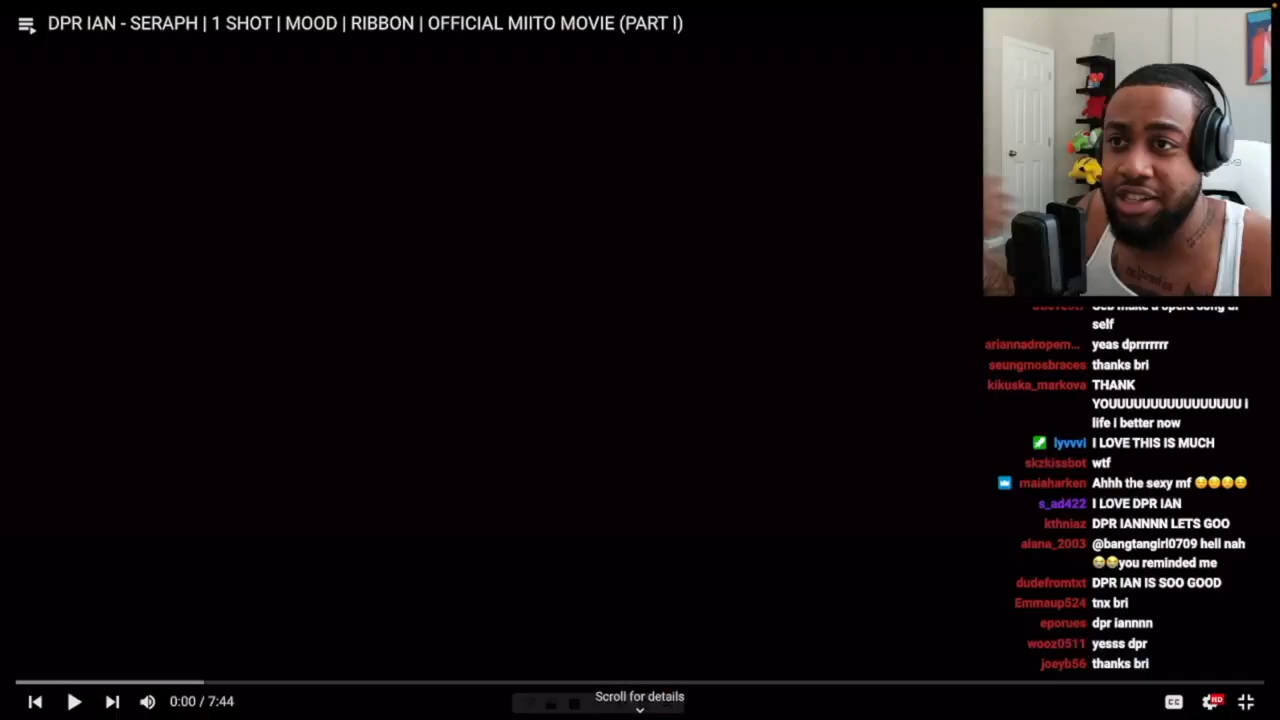 DPR IAN - SERAPH | 1 SHOT | MOOD | RIBBON | OFFICIAL MIITO MOVIE (PART I)
self
ariannadropem... yeas dprrrrrrr
seungmosbraces thanks bri
kikuska_markova THANK
YOUUUUUUUUUUUUUUUUU i
life i better now
lyvvvi I LOVE THIS IS MUCH
skzkissbot wtf
maiaharken Ahhh the sexy mf 😏😏😏😏
s_ad422 I LOVE DPR IAN
kthniaz DPR IANNNN LETS GOO
alana_2003 @bangtangirl0709 hell nah
😭😭you reminded me
dudefromtxt DPR IAN IS SOO GOOD
Emmaup524 tnx bri
eporues dpr iannnn
wooz0511 yesss dpr
joeyb56 thanks bri
Scroll for details
0:00 / 7:44
CC
HD